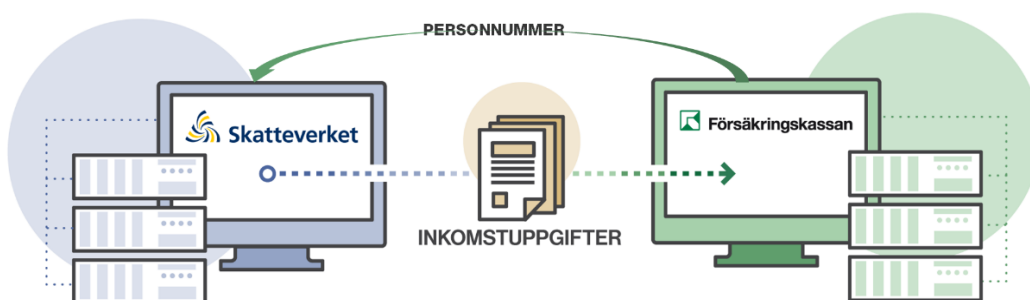 PERSONNUMMER
Skatteverket
Försäkringskassan
INKOMSTUPPGIFTER